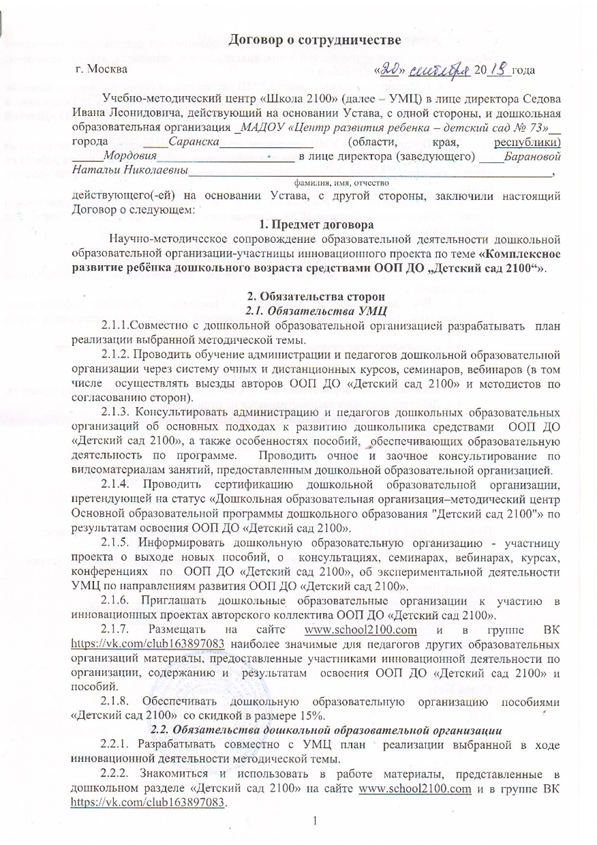 Договор о сотрудничестве
г. Москва «20» сентября 2019 года
Учебно-методический центр «Школа 2100» (далее – УМЦ) в лице директора Седова
Ивана Леонидовича, действующий на основании Устава, с одной стороны, и дошкольная
образовательная организация _МАДОУ «Центр развития ребенка – детский сад № 73»__
города ____Саранска____ (области, края, республики)
____Мордовия____ в лице директора (заведующего) ____Барановой
Натальи Николаевны____,
фамилия, имя, отчество
действующего(-ей) на основании Устава, с другой стороны, заключили настоящий
Договор о следующем:
1. Предмет договора
Научно-методическое сопровождение образовательной деятельности дошкольной
образовательной организации-участницы инновационного проекта по теме «Комплексное
развитие ребёнка дошкольного возраста средствами ООП ДО „Детский сад 2100“».
2. Обязательства сторон
2.1. Обязательства УМЦ
2.1.1.Совместно с дошкольной образовательной организацией разрабатывать план
реализации выбранной методической темы.
2.1.2. Проводить обучение администрации и педагогов дошкольной образовательной
организации через систему очных и дистанционных курсов, семинаров, вебинаров (в том
числе осуществлять выезды авторов ООП ДО «Детский сад 2100» и методистов по
согласованию сторон).
2.1.3. Консультировать администрацию и педагогов дошкольных образовательных
организаций об основных подходах к развитию дошкольника средствами ООП ДО
«Детский сад 2100», а также особенностях пособий, обеспечивающих образовательную
деятельность по программе. Проводить очное и заочное консультирование по
видеоматериалам занятий, предоставленным дошкольной образовательной организацией.
2.1.4. Проводить сертификацию дошкольной образовательной организации,
претендующей на статус «Дошкольная образовательная организация–методический центр
Основной образовательной программы дошкольного образования "Детский сад 2100"» по
результатам освоения ООП ДО «Детский сад 2100».
2.1.5. Информировать дошкольную образовательную организацию - участницу
проекта о выходе новых пособий, о консультациях, семинарах, вебинарах, курсах,
конференциях по ООП ДО «Детский сад 2100», об экспериментальной деятельности
УМЦ по направлениям развития ООП ДО «Детский сад 2100».
2.1.6. Приглашать дошкольные образовательные организации к участию в
инновационных проектах авторского коллектива ООП ДО «Детский сад 2100».
2.1.7. Размещать на сайте www.school2100.com и в группе ВК
https://vk.com/club163897083 наиболее значимые для педагогов других образовательных
организаций материалы, предоставленные участниками инновационной деятельности по
организации, содержанию и результатам освоения ООП ДО «Детский сад 2100» и
пособий.
2.1.8. Обеспечивать дошкольную образовательную организацию пособиями
«Детский сад 2100» со скидкой в размере 15%.
2.2. Обязательства дошкольной образовательной организации
2.2.1. Разрабатывать совместно с УМЦ план реализации выбранной в ходе
инновационной деятельности методической темы.
2.2.2. Знакомиться и использовать в работе материалы, представленные в
дошкольном разделе «Детский сад 2100» на сайте www.school2100.com и в группе ВК
https://vk.com/club163897083.
1